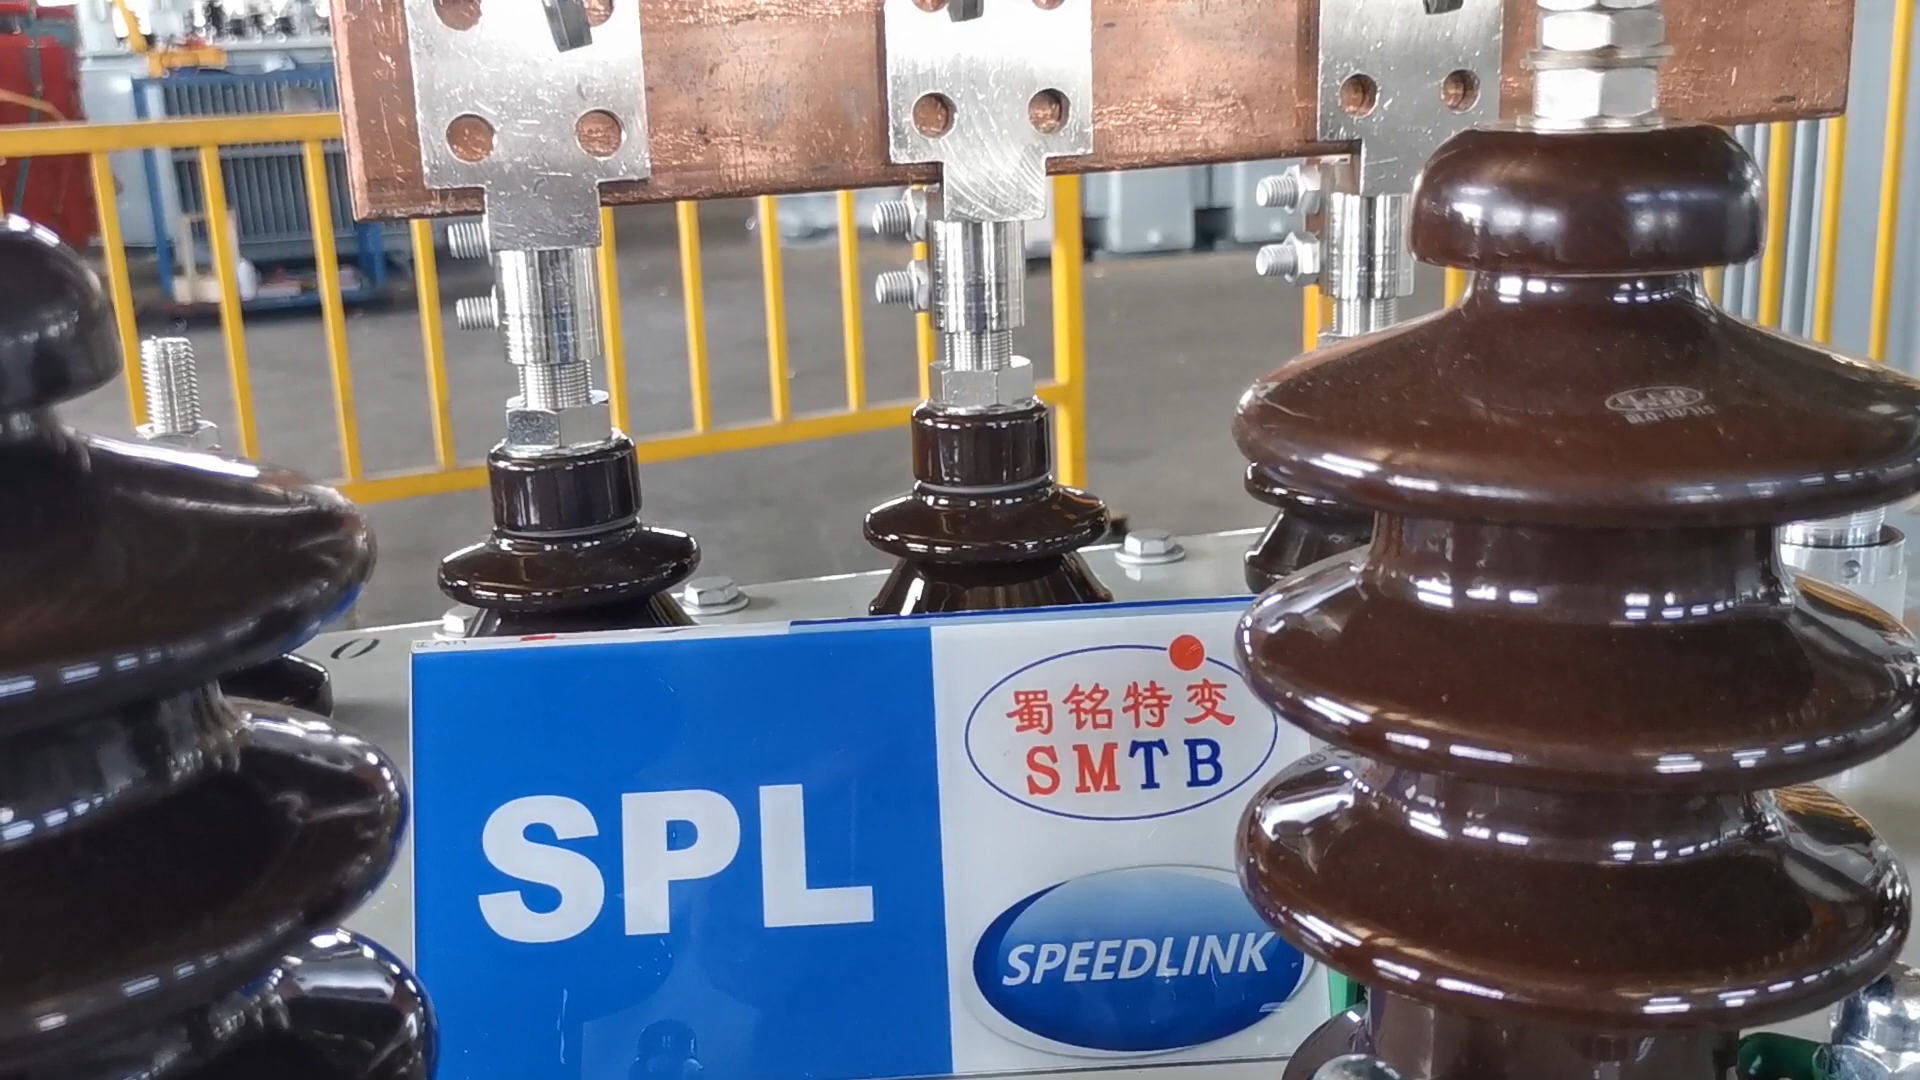 O
SPL
蜀铭特变
SMTB
SPEEDLINK